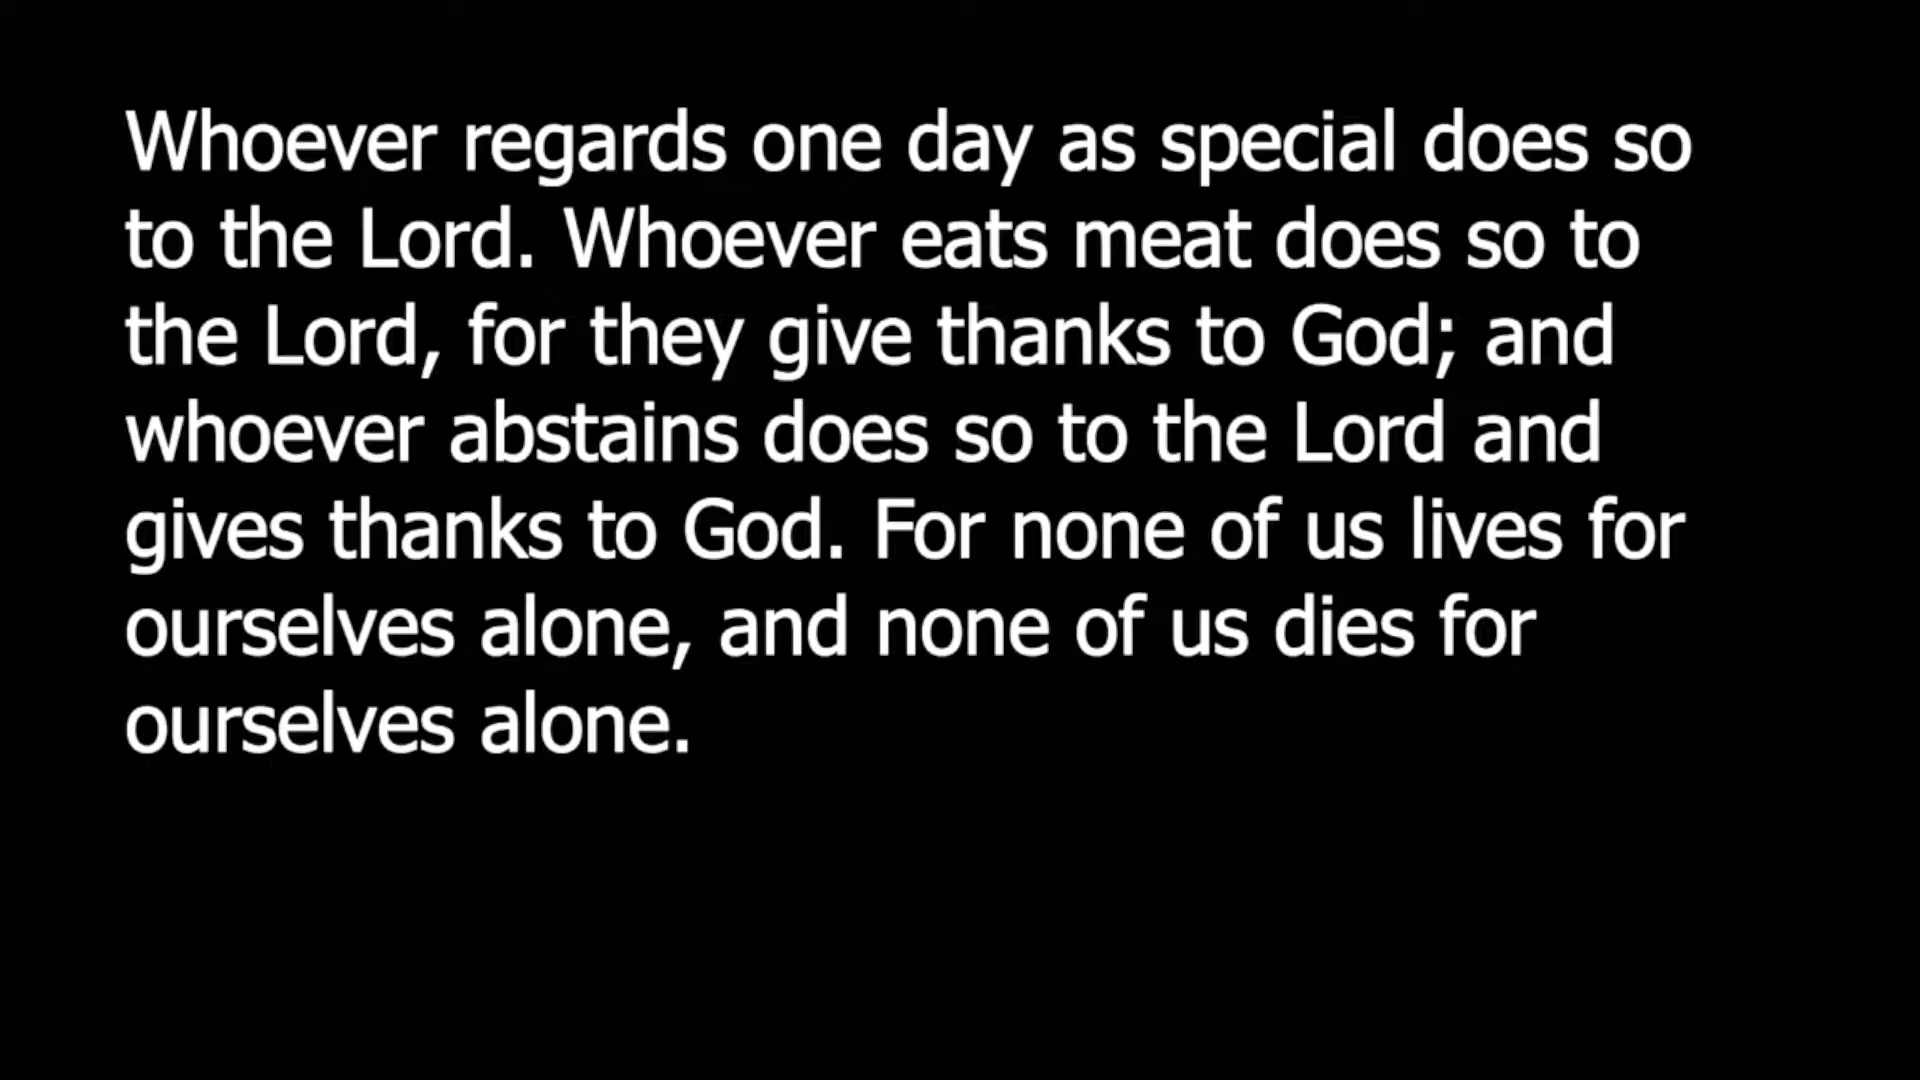 Whoever regards one day as special does so
to the Lord. Whoever eats meat does so to
the Lord, for they give thanks to God; and
whoever abstains does so to the Lord and
gives thanks to God. For none of us lives for
ourselves alone, and none of us dies for
ourselves alone.